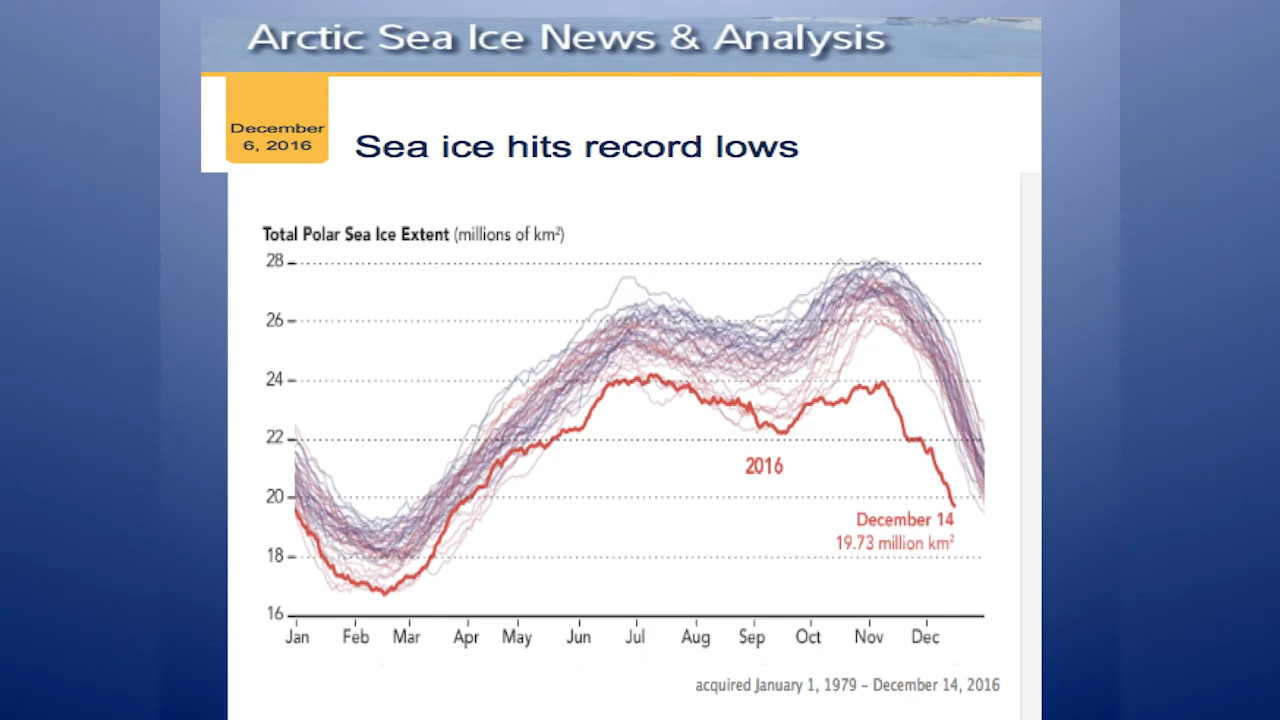 Arctic Sea Ice News & Analysis
December
6, 2016
Sea ice hits record lows
Total Polar Sea Ice Extent (millions of km²)
28
26
24
22
20
18
16
2016
December 14
19.73 million km²
Jan Feb Mar Apr May Jun Jul Aug Sep Oct Nov Dec
acquired January 1, 1979 – December 14, 2016